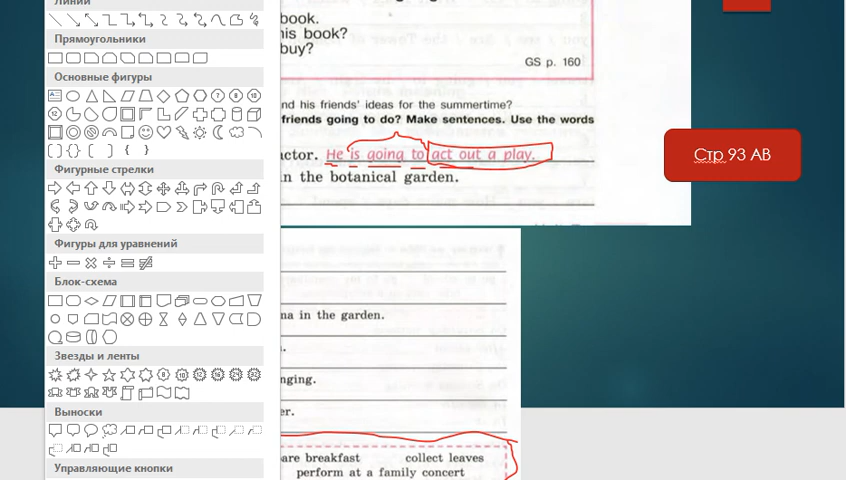 Линии
Прямоугольники
Основные фигуры
Фигурные стрелки
Фигуры для уравнений
Блок-схема
Звезды и ленты
Выноски
Управляющие кнопки
book.
his book?
buy?
GS p. 160
nd his friends' ideas for the summertime?
friends going to do? Make sentences. Use the words
ctor. He is going to act out a play.
in the botanical garden.
na in the garden.
nging.
er.
are breakfast collect leaves
perform at a family concert
Стр 93 АВ